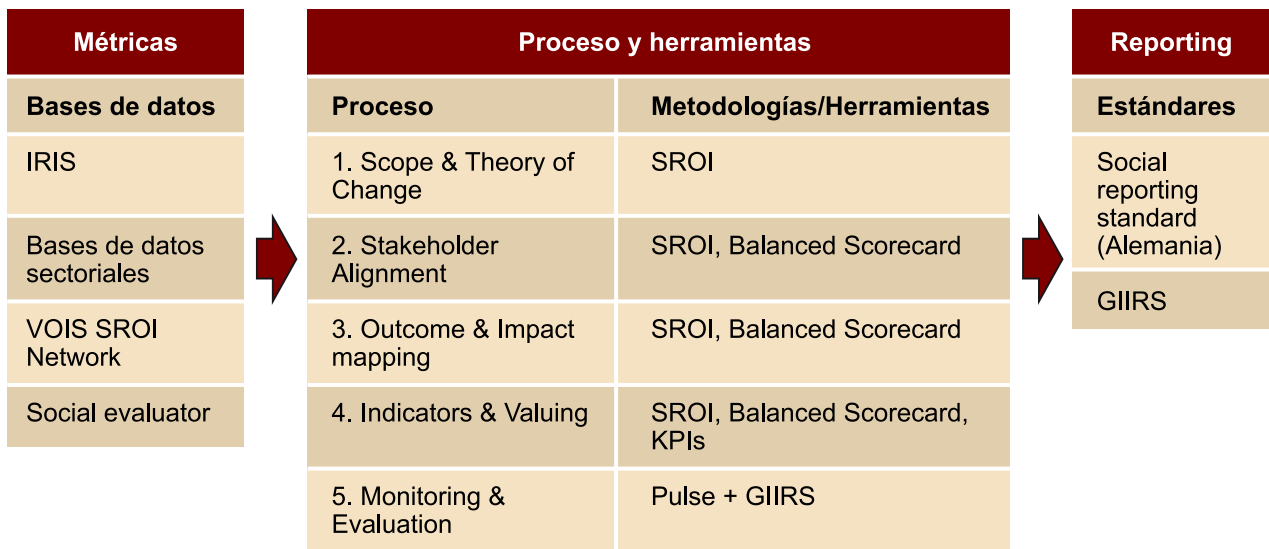 Métricas
Bases de datos
IRIS
Bases de datos
sectoriales
VOIS SROI
Network
Social evaluator
Proceso y herramientas
Proceso
Metodologías/Herramientas
1. Scope & Theory of
Change
SROI
2. Stakeholder
Alignment
SROI, Balanced Scorecard
3. Outcome & Impact
mapping
SROI, Balanced Scorecard
4. Indicators & Valuing
SROI, Balanced Scorecard,
KPIs
5. Monitoring &
Evaluation
Pulse + GIIRS
Reporting
Estándares
Social
reporting
standard
(Alemania)
GIIRS